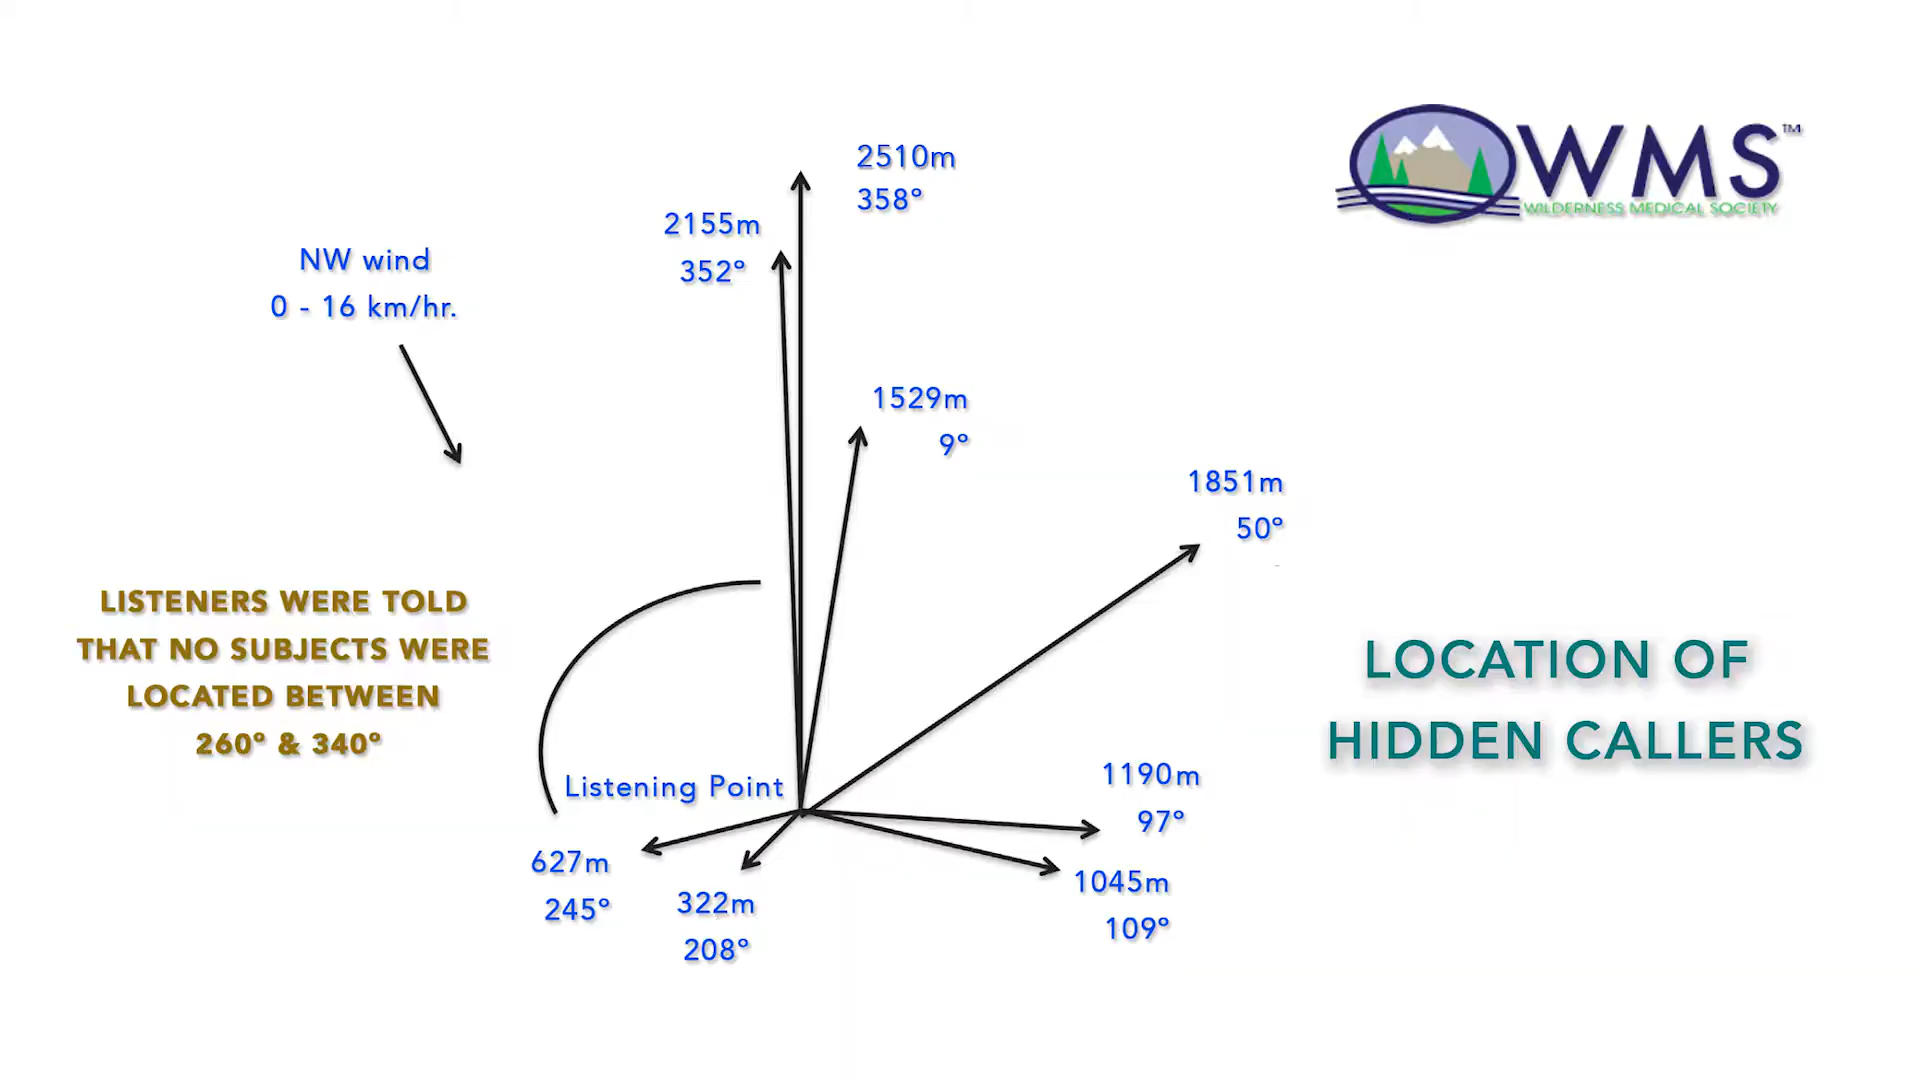 WMS™
WILDERNESS MEDICAL SOCIETY
2510m
358°
2155m
352°
NW wind
0 - 16 km/hr.
1529m
9°
1851m
50°
LISTENERS WERE TOLD
THAT NO SUBJECTS WERE
LOCATED BETWEEN
260° & 340°
LOCATION OF
HIDDEN CALLERS
Listening Point
1190m
97°
627m
245°
322m
208°
1045m
109°